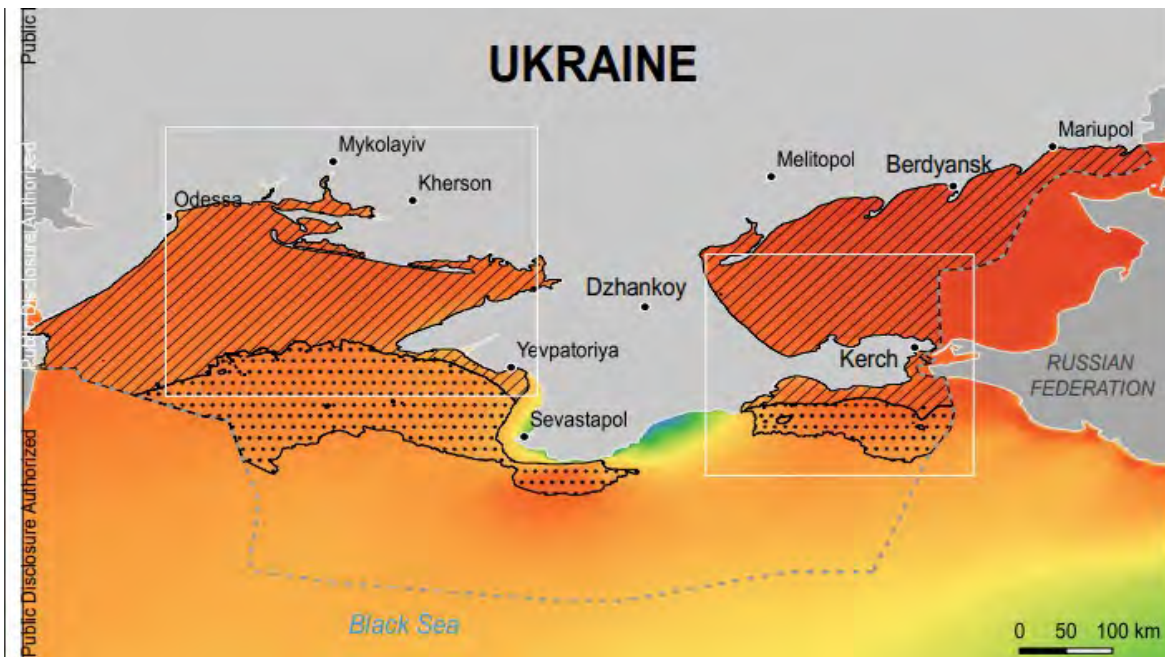 Public
Public Disclosure Authorized
Public Disclosure Authorized
UKRAINE
Mykolayiv
Kherson
Odessa
Melitopol
Berdyansk
Mariupol
Dzhankoy
Yevpatoriya
Kerch
RUSSIAN
FEDERATION
Sevastapol
Black Sea
0 50 100 km